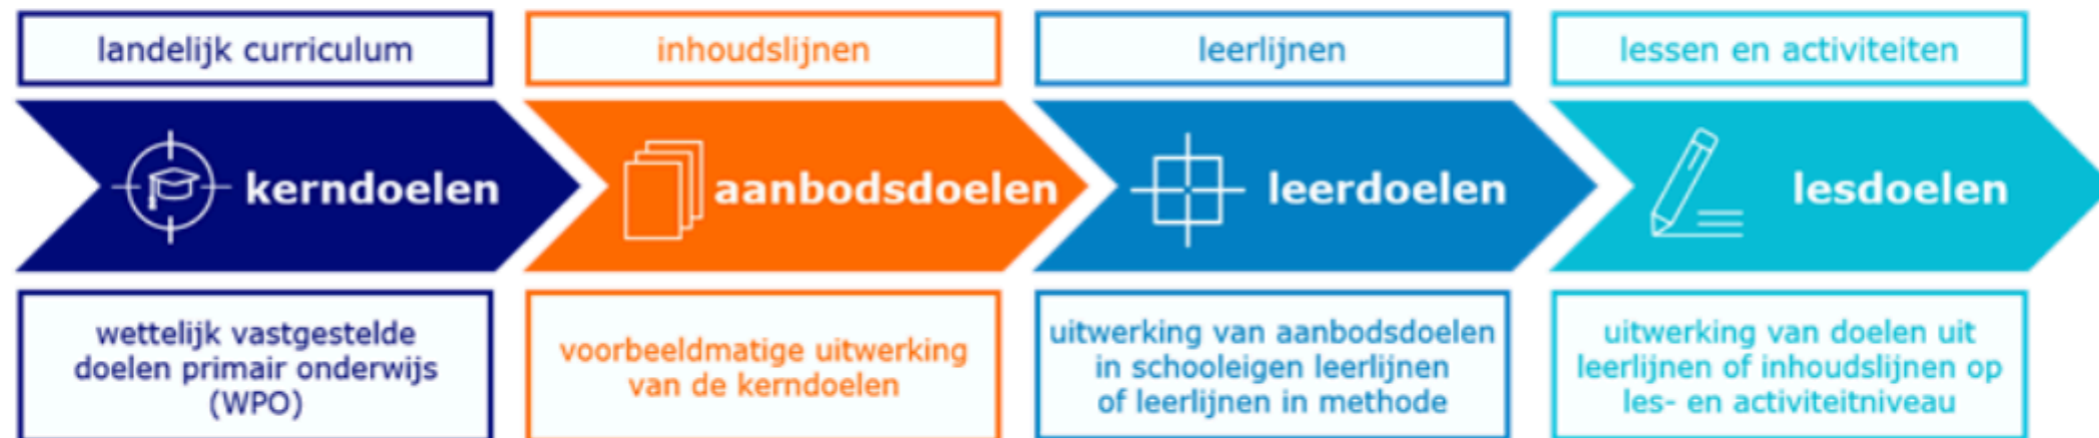 landelijk curriculum
inhoudslijnen
leerlijnen
lessen en activiteiten
kerndoelen
aanbodsdoelen
leerdoelen
lesdoelen
wettelijk vastgestelde
doelen primair onderwijs
(WPO)
voorbeeldmatige uitwerking
van de kerndoelen
uitwerking van aanbodsdoelen
in schooleigen leerlijnen
of leerlijnen in methode
uitwerking van doelen uit
leerlijnen of inhoudslijnen op
les- en activiteitniveau